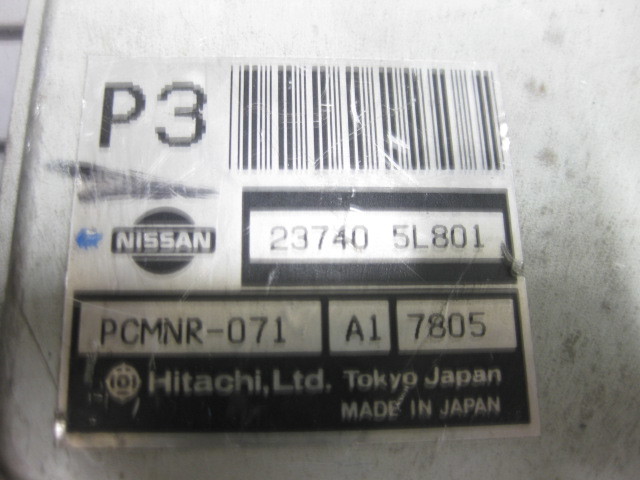 P3
NISSAN 23740 5L801
PCMNR-071 A1 7805
Hitachi, Ltd. Tokyo Japan
MADE IN JAPAN